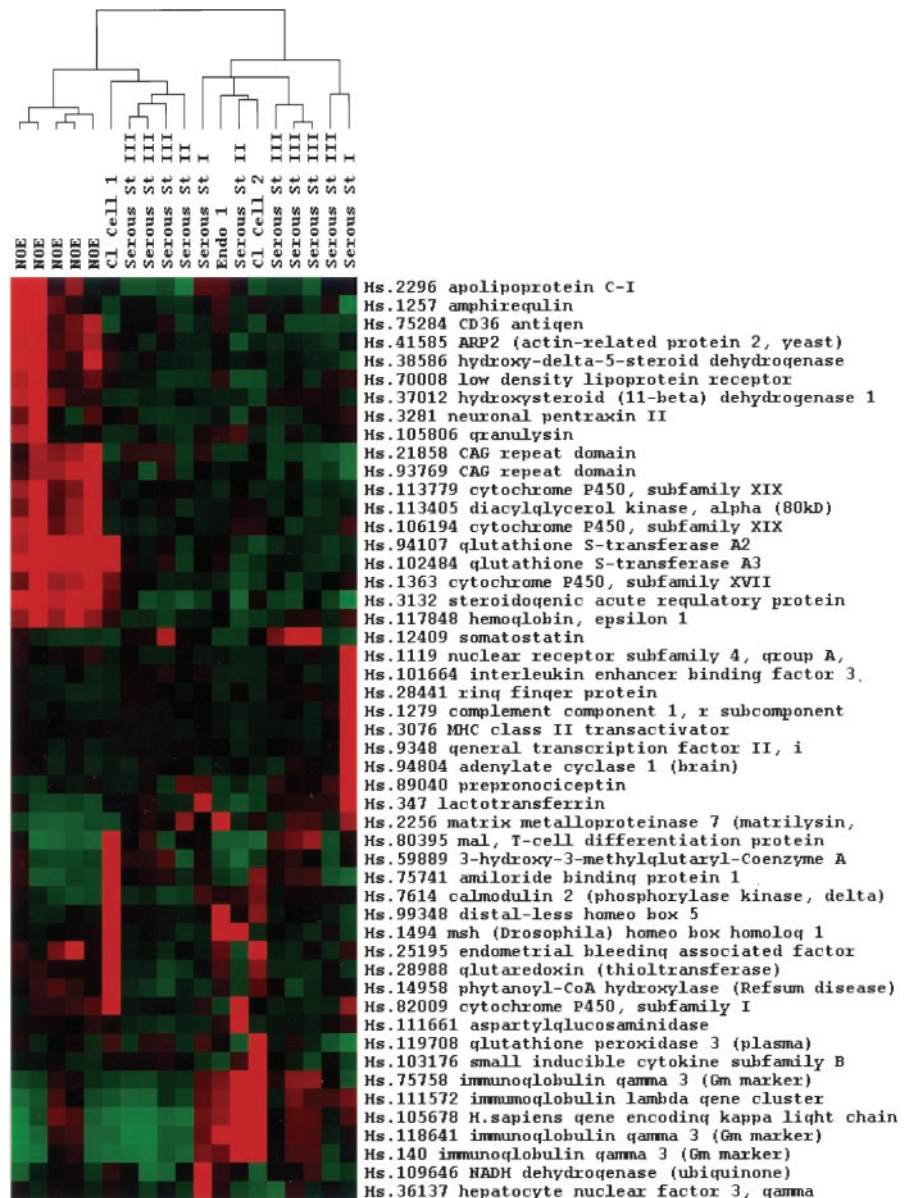 NOE
NOE
NOE
NOE
NOE
Cl Cell 1
Serous St III
Serous St III
Serous St III
Serous St II
Serous St I
Endo 1
Serous St II
Cl Cell 2
Serous St III
Serous St III
Serous St III
Serous St III
Serous St I
Hs.2296 apolipoprotein C-I
Hs.1257 amphiregulin
Hs.75284 CD36 antigen
Hs.41585 ARP2 (actin-related protein 2, yeast)
Hs.38586 hydroxy-delta-5-steroid dehydrogenase
Hs.70008 low density lipoprotein receptor
Hs.37012 hydroxysteroid (11-beta) dehydrogenase 1
Hs.3281 neuronal pentraxin II
Hs.105806 granulysin
Hs.21858 CAG repeat domain
Hs.93769 CAG repeat domain
Hs.113779 cytochrome P450, subfamily XIX
Hs.113405 diacylglycerol kinase, alpha (80kD)
Hs.106194 cytochrome P450, subfamily XIX
Hs.94107 glutathione S-transferase A2
Hs.102484 glutathione S-transferase A3
Hs.1363 cytochrome P450, subfamily XVII
Hs.3132 steroidogenic acute regulatory protein
Hs.117848 hemoglobin, epsilon 1
Hs.12409 somatostatin
Hs.1119 nuclear receptor subfamily 4, group A,
Hs.101664 interleukin enhancer binding factor 3,
Hs.28441 ring finger protein
Hs.1279 complement component 1, r subcomponent
Hs.3076 MHC class II transactivator
Hs.9348 general transcription factor II, i
Hs.94804 adenylate cyclase 1 (brain)
Hs.89040 prepronociceptin
Hs.347 lactotransferrin
Hs.2256 matrix metalloproteinase 7 (matrilysin,
Hs.80395 mal, T-cell differentiation protein
Hs.59889 3-hydroxy-3-methylglutaryl-Coenzyme A
Hs.75741 amiloride binding protein 1
Hs.7614 calmodulin 2 (phosphorylase kinase, delta)
Hs.99348 distal-less homeo box 5
Hs.1494 msh (Drosophila) homeo box homolog 1
Hs.25195 endometrial bleeding associated factor
Hs.28988 glutaredoxin (thioltransferase)
Hs.14958 phytanoyl-CoA hydroxylase (Refsum disease)
Hs.82009 cytochrome P450, subfamily I
Hs.111661 aspartylglucosaminidase
Hs.119708 glutathione peroxidase 3 (plasma)
Hs.103176 small inducible cytokine subfamily B
Hs.75758 immunoglobulin gamma 3 (Gm marker)
Hs.111572 immunoglobulin lambda gene cluster
Hs.105678 H.sapiens gene encoding kappa light chain
Hs.118641 immunoglobulin gamma 3 (Gm marker)
Hs.140 immunoglobulin gamma 3 (Gm marker)
Hs.109646 NADH dehydrogenase (ubiquinone)
Hs.36137 hepatocyte nuclear factor 3, gamma